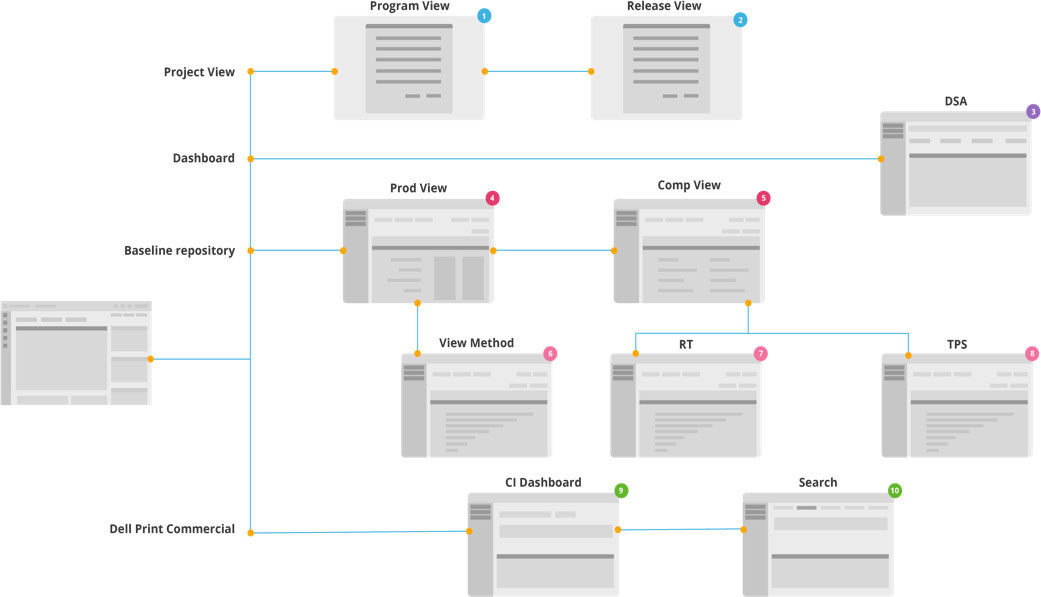 Program View
1
Release View
2
Project View
DSA
3
Dashboard
Prod View
4
Comp View
5
Baseline repository
View Method
6
RT
7
TPS
8
CI Dashboard
9
Search
10
Dell Print Commercial